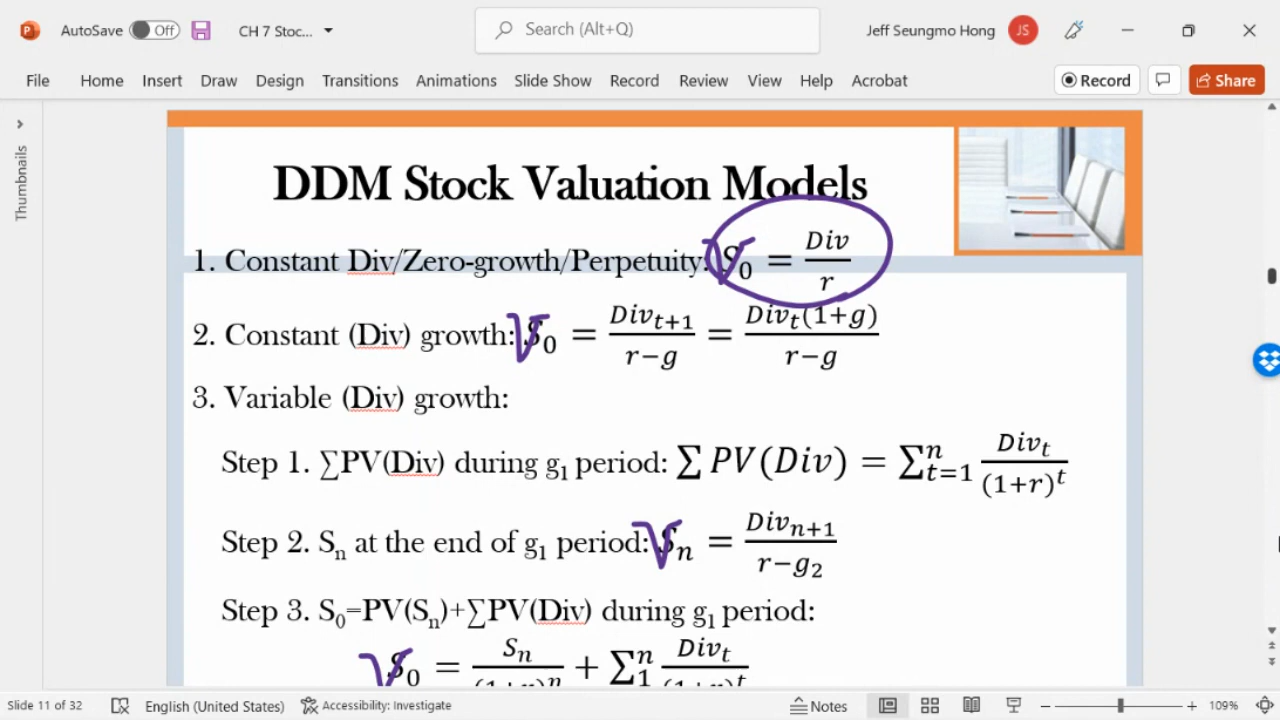 AutoSave Off CH 7 Stoc... Search (Alt+Q) Jeff Seungmo Hong JS
File Home Insert Draw Design Transitions Animations Slide Show Record Review View Help Acrobat Record Share
Thumbnails
DDM Stock Valuation Models
1. Constant Div/Zero-growth/Perpetuity: V S₀ = Div/r
2. Constant (Div) growth: V S₀ = Divₜ₊₁/(r−g) = Divₜ(1+g)/(r−g)
3. Variable (Div) growth:
Step 1. ∑PV(Div) during g₁ period: ∑ PV(Div) = ∑ⁿₜ₌₁ Divₜ/(1+r)ᵗ
Step 2. Sₙ at the end of g₁ period: V Sₙ = Divₙ₊₁/(r−g₂)
Step 3. S₀=PV(Sₙ)+∑PV(Div) during g₁ period:
V S₀ = Sₙ/(1+r)ⁿ + ∑ⁿ₁ Divₜ/(1+r)ᵗ
Slide 11 of 32 English (United States) Accessibility: Investigate Notes 109%